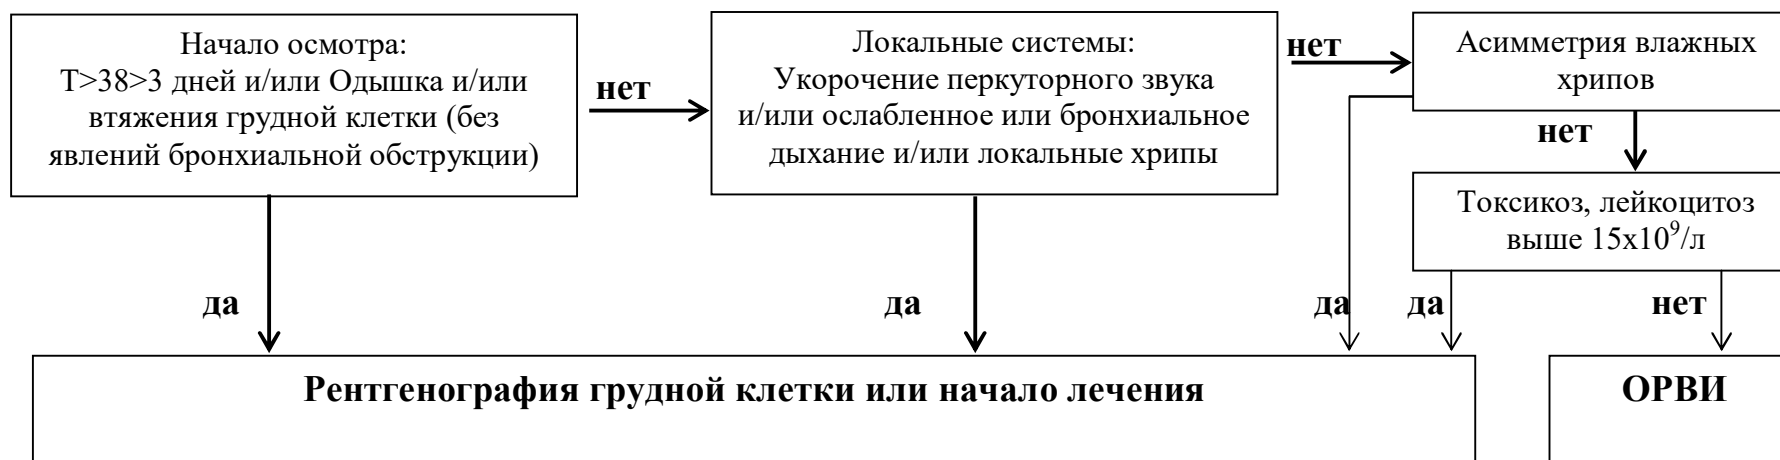 Начало осмотра:
Т>38>3 дней и/или Одышка и/или
втяжения грудной клетки (без
явлений бронхиальной обструкции)
нет
Локальные системы:
Укорочение перкуторного звука
и/или ослабленное или бронхиальное
дыхание и/или локальные хрипы
нет
Асимметрия влажных
хрипов
нет
Токсикоз, лейкоцитоз
выше 15х10⁹/л
да
да
да
да
нет
Рентгенография грудной клетки или начало лечения
ОРВИ